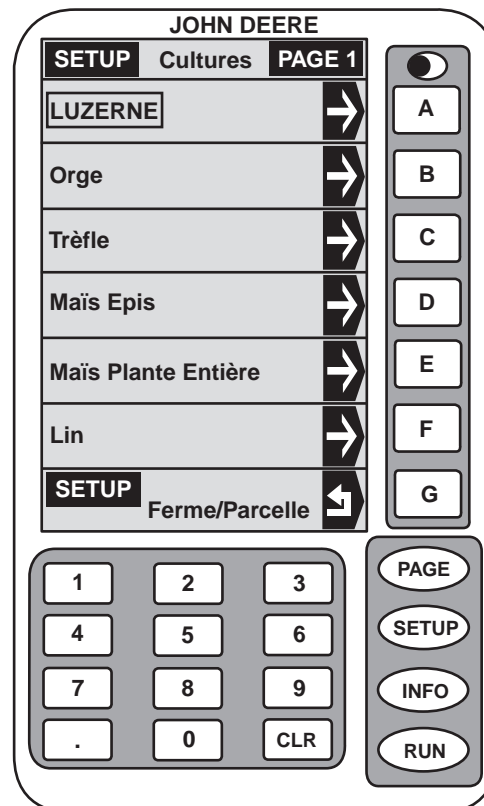 JOHN DEERE
SETUP Cultures PAGE 1
LUZERNE
A
Orge
B
Trèfle
C
Maïs Epis
D
Maïs Plante Entière
E
Lin
F
SETUP
Ferme/Parcelle
G
1 2 3
PAGE
4 5 6
SETUP
7 8 9
INFO
. 0 CLR
RUN